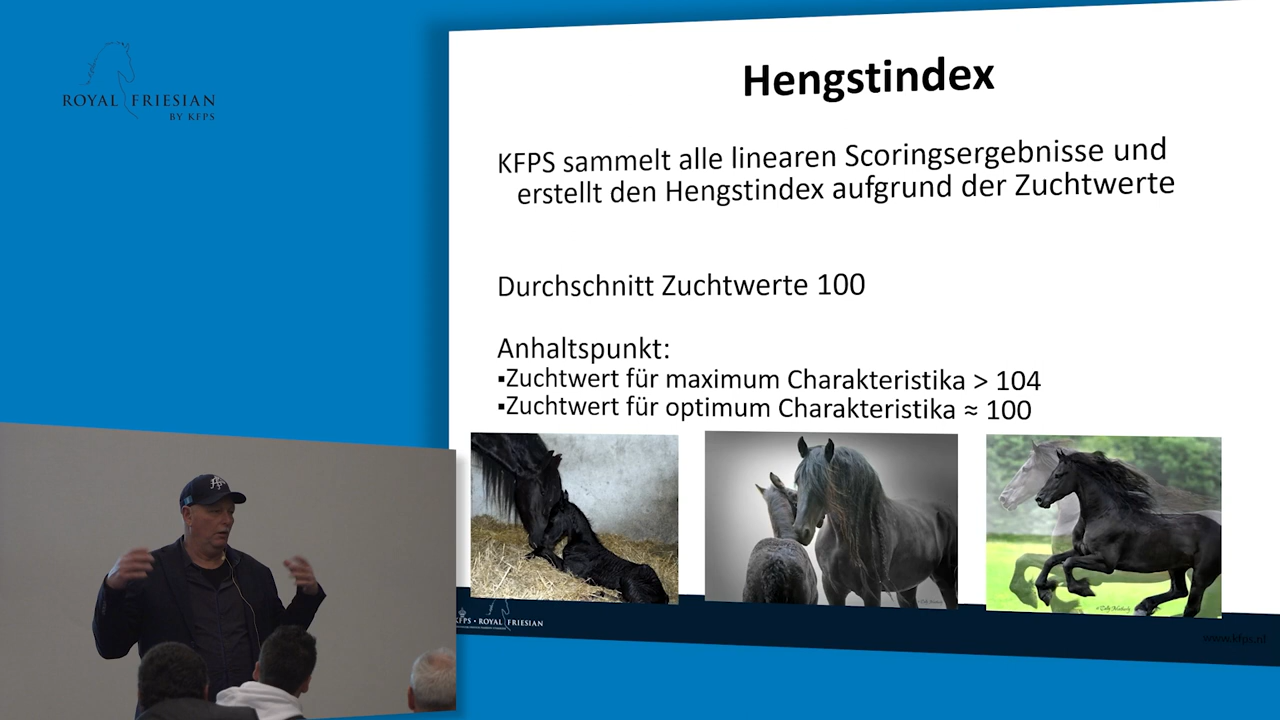 ROYAL FRIESIAN
BY KFPS
Hengstindex
KFPS sammelt alle linearen Scoringsergebnisse und
erstellt den Hengstindex aufgrund der Zuchtwerte
Durchschnitt Zuchtwerte 100
Anhaltspunkt:
▪Zuchtwert für maximum Charakteristika > 104
▪Zuchtwert für optimum Charakteristika ≈ 100
KFPS • ROYAL FRIESIAN
www.kfps.nl